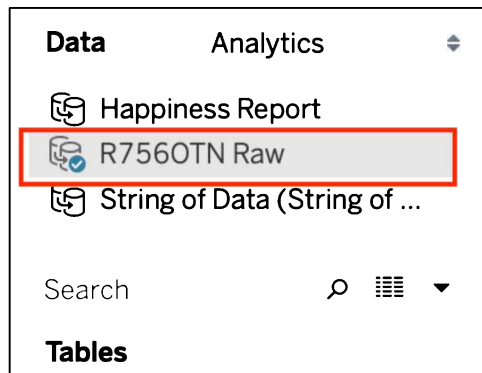 Data Analytics
Happiness Report
R756OTN Raw
String of Data (String of ...
Search
Tables